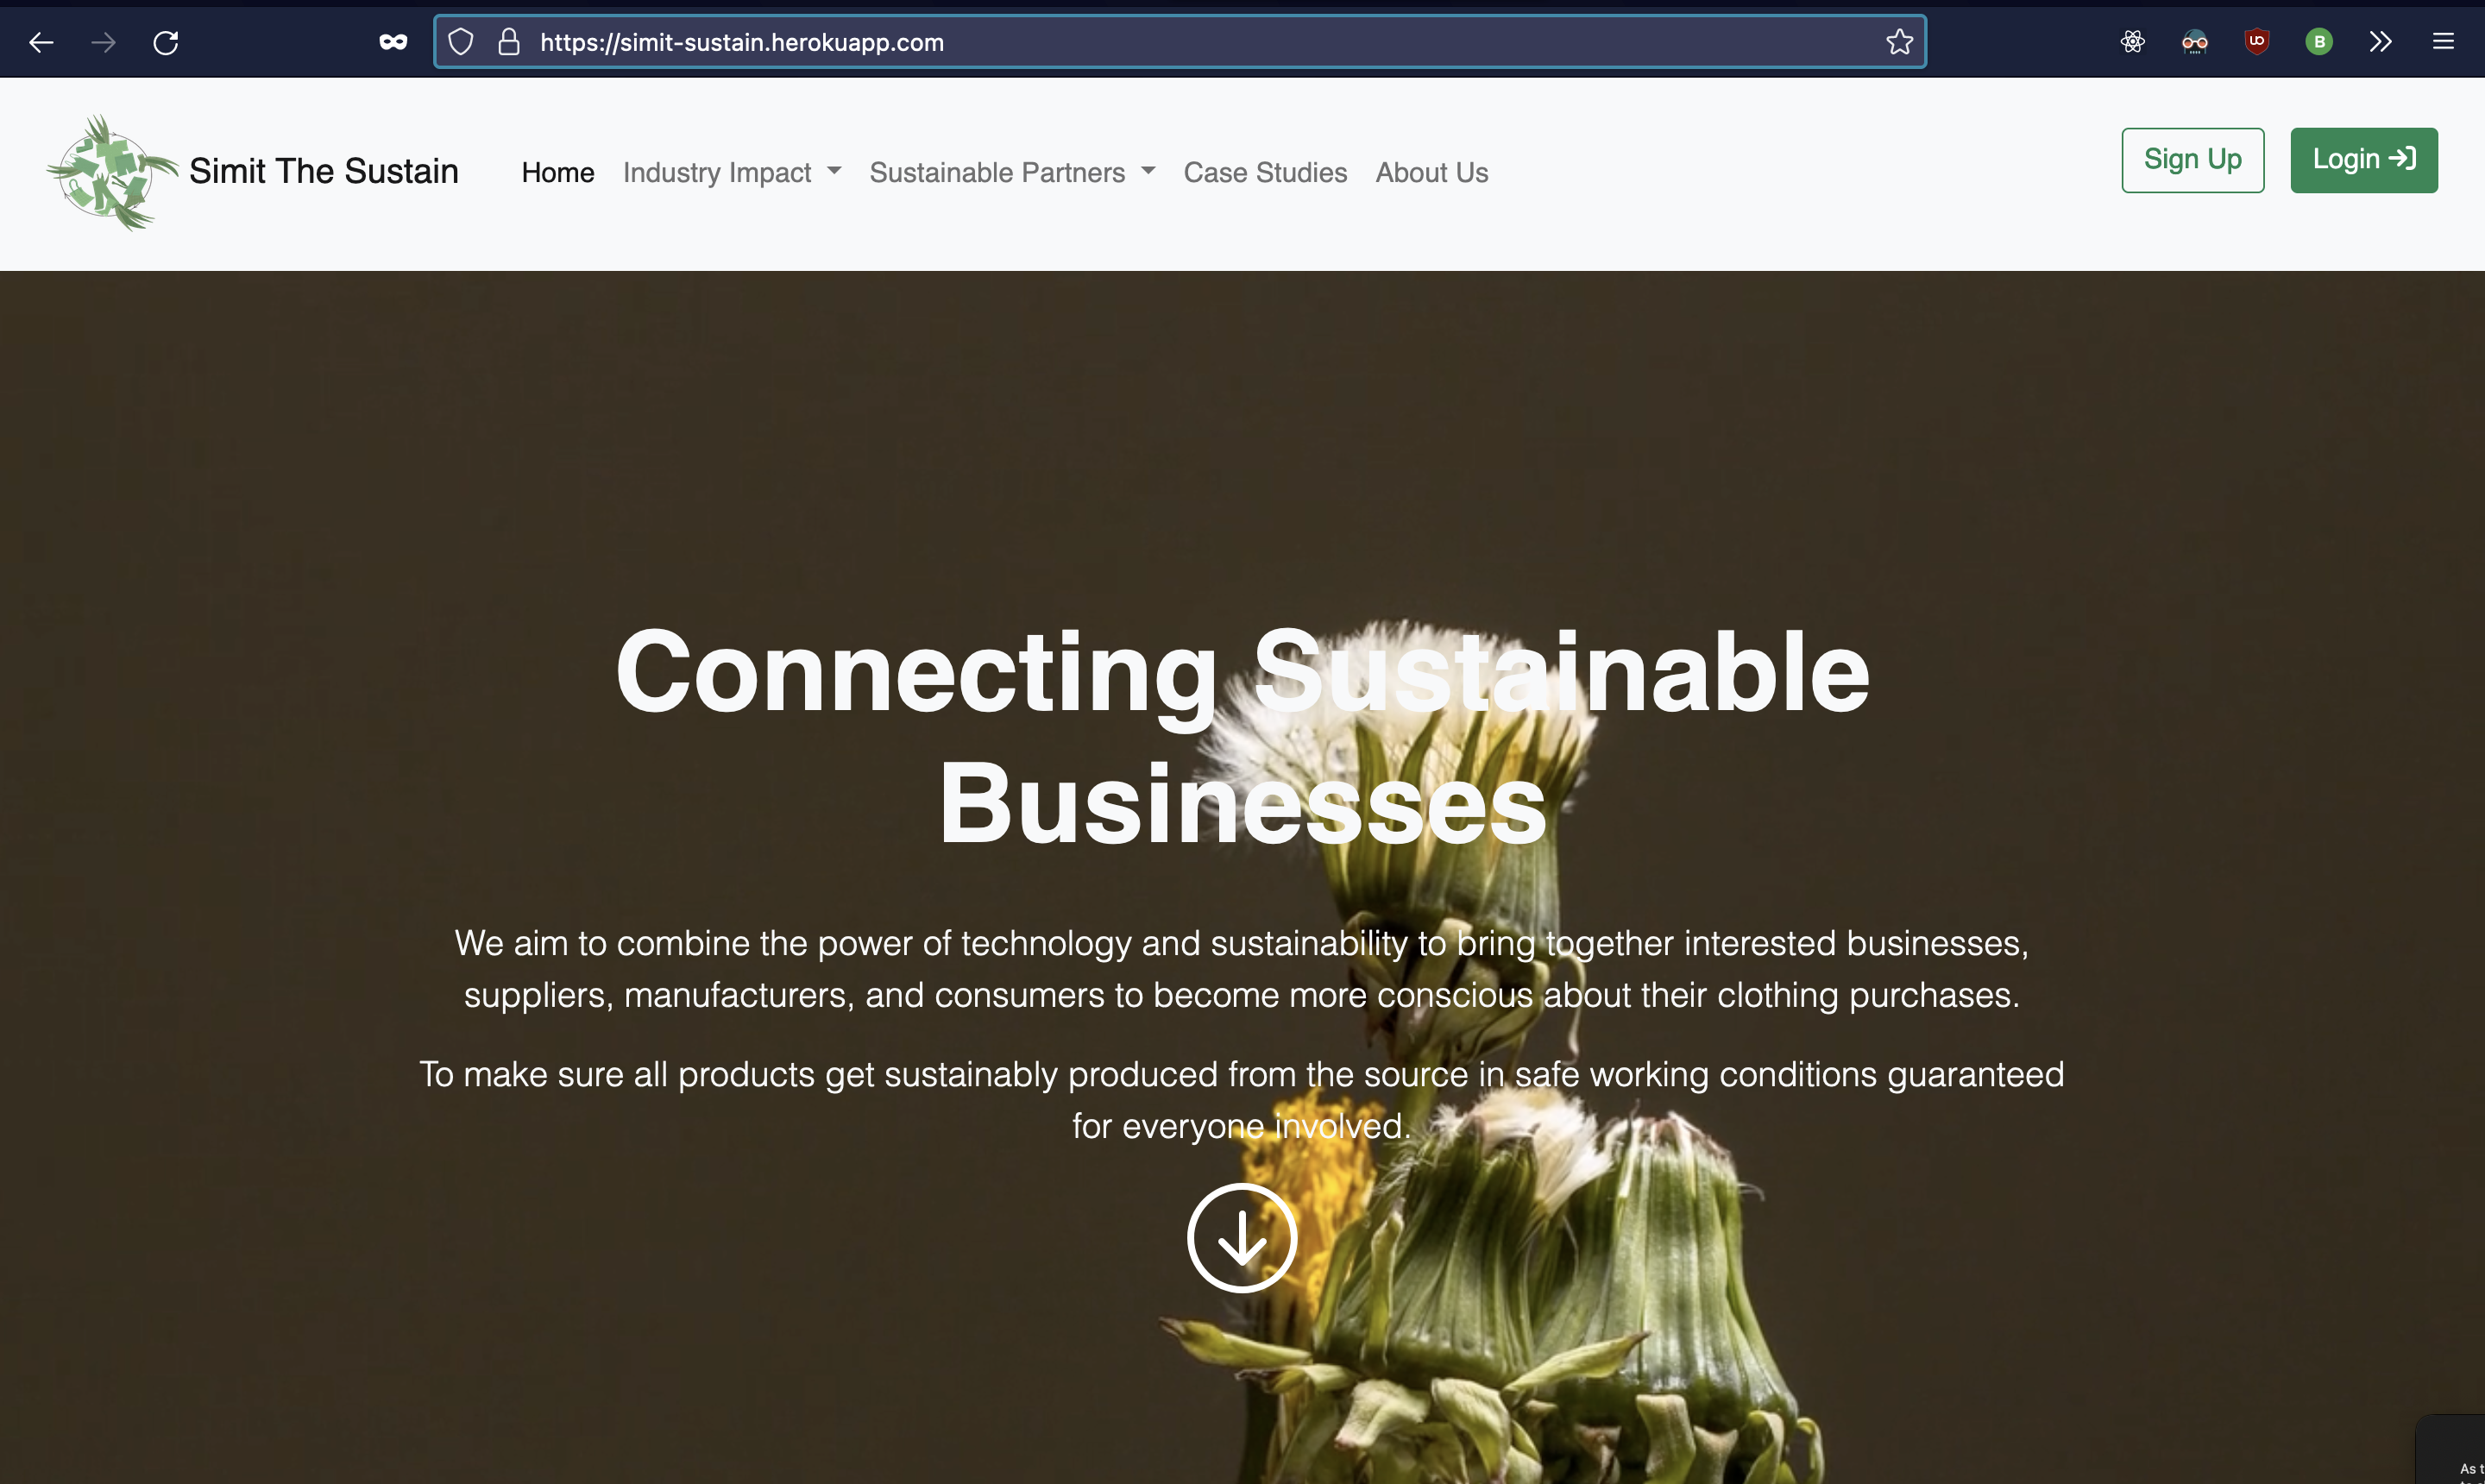 https://simit-sustain.herokuapp.com
B
Simit The Sustain
Home
Industry Impact
Sustainable Partners
Case Studies
About Us
Sign Up
Login
Connecting Sustainable
Businesses
We aim to combine the power of technology and sustainability to bring together interested businesses,
suppliers, manufacturers, and consumers to become more conscious about their clothing purchases.
To make sure all products get sustainably produced from the source in safe working conditions guaranteed
for everyone involved.
As